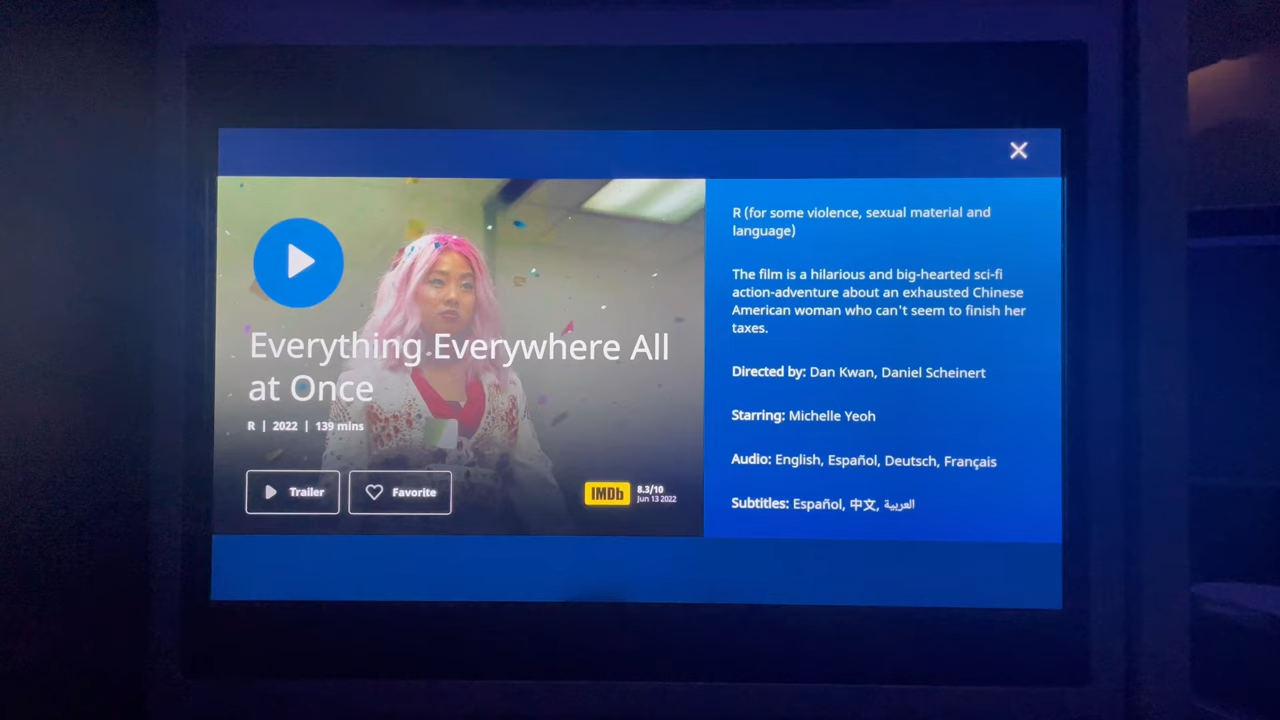 Everything Everywhere All
at Once
R | 2022 | 139 mins
Trailer
Favorite
IMDb
8.3/10
Jun 13 2022
R (for some violence, sexual material and
language)
The film is a hilarious and big-hearted sci-fi
action-adventure about an exhausted Chinese
American woman who can't seem to finish her
taxes.
Directed by: Dan Kwan, Daniel Scheinert
Starring: Michelle Yeoh
Audio: English, Español, Deutsch, Français
Subtitles: Español, 中文, العربية